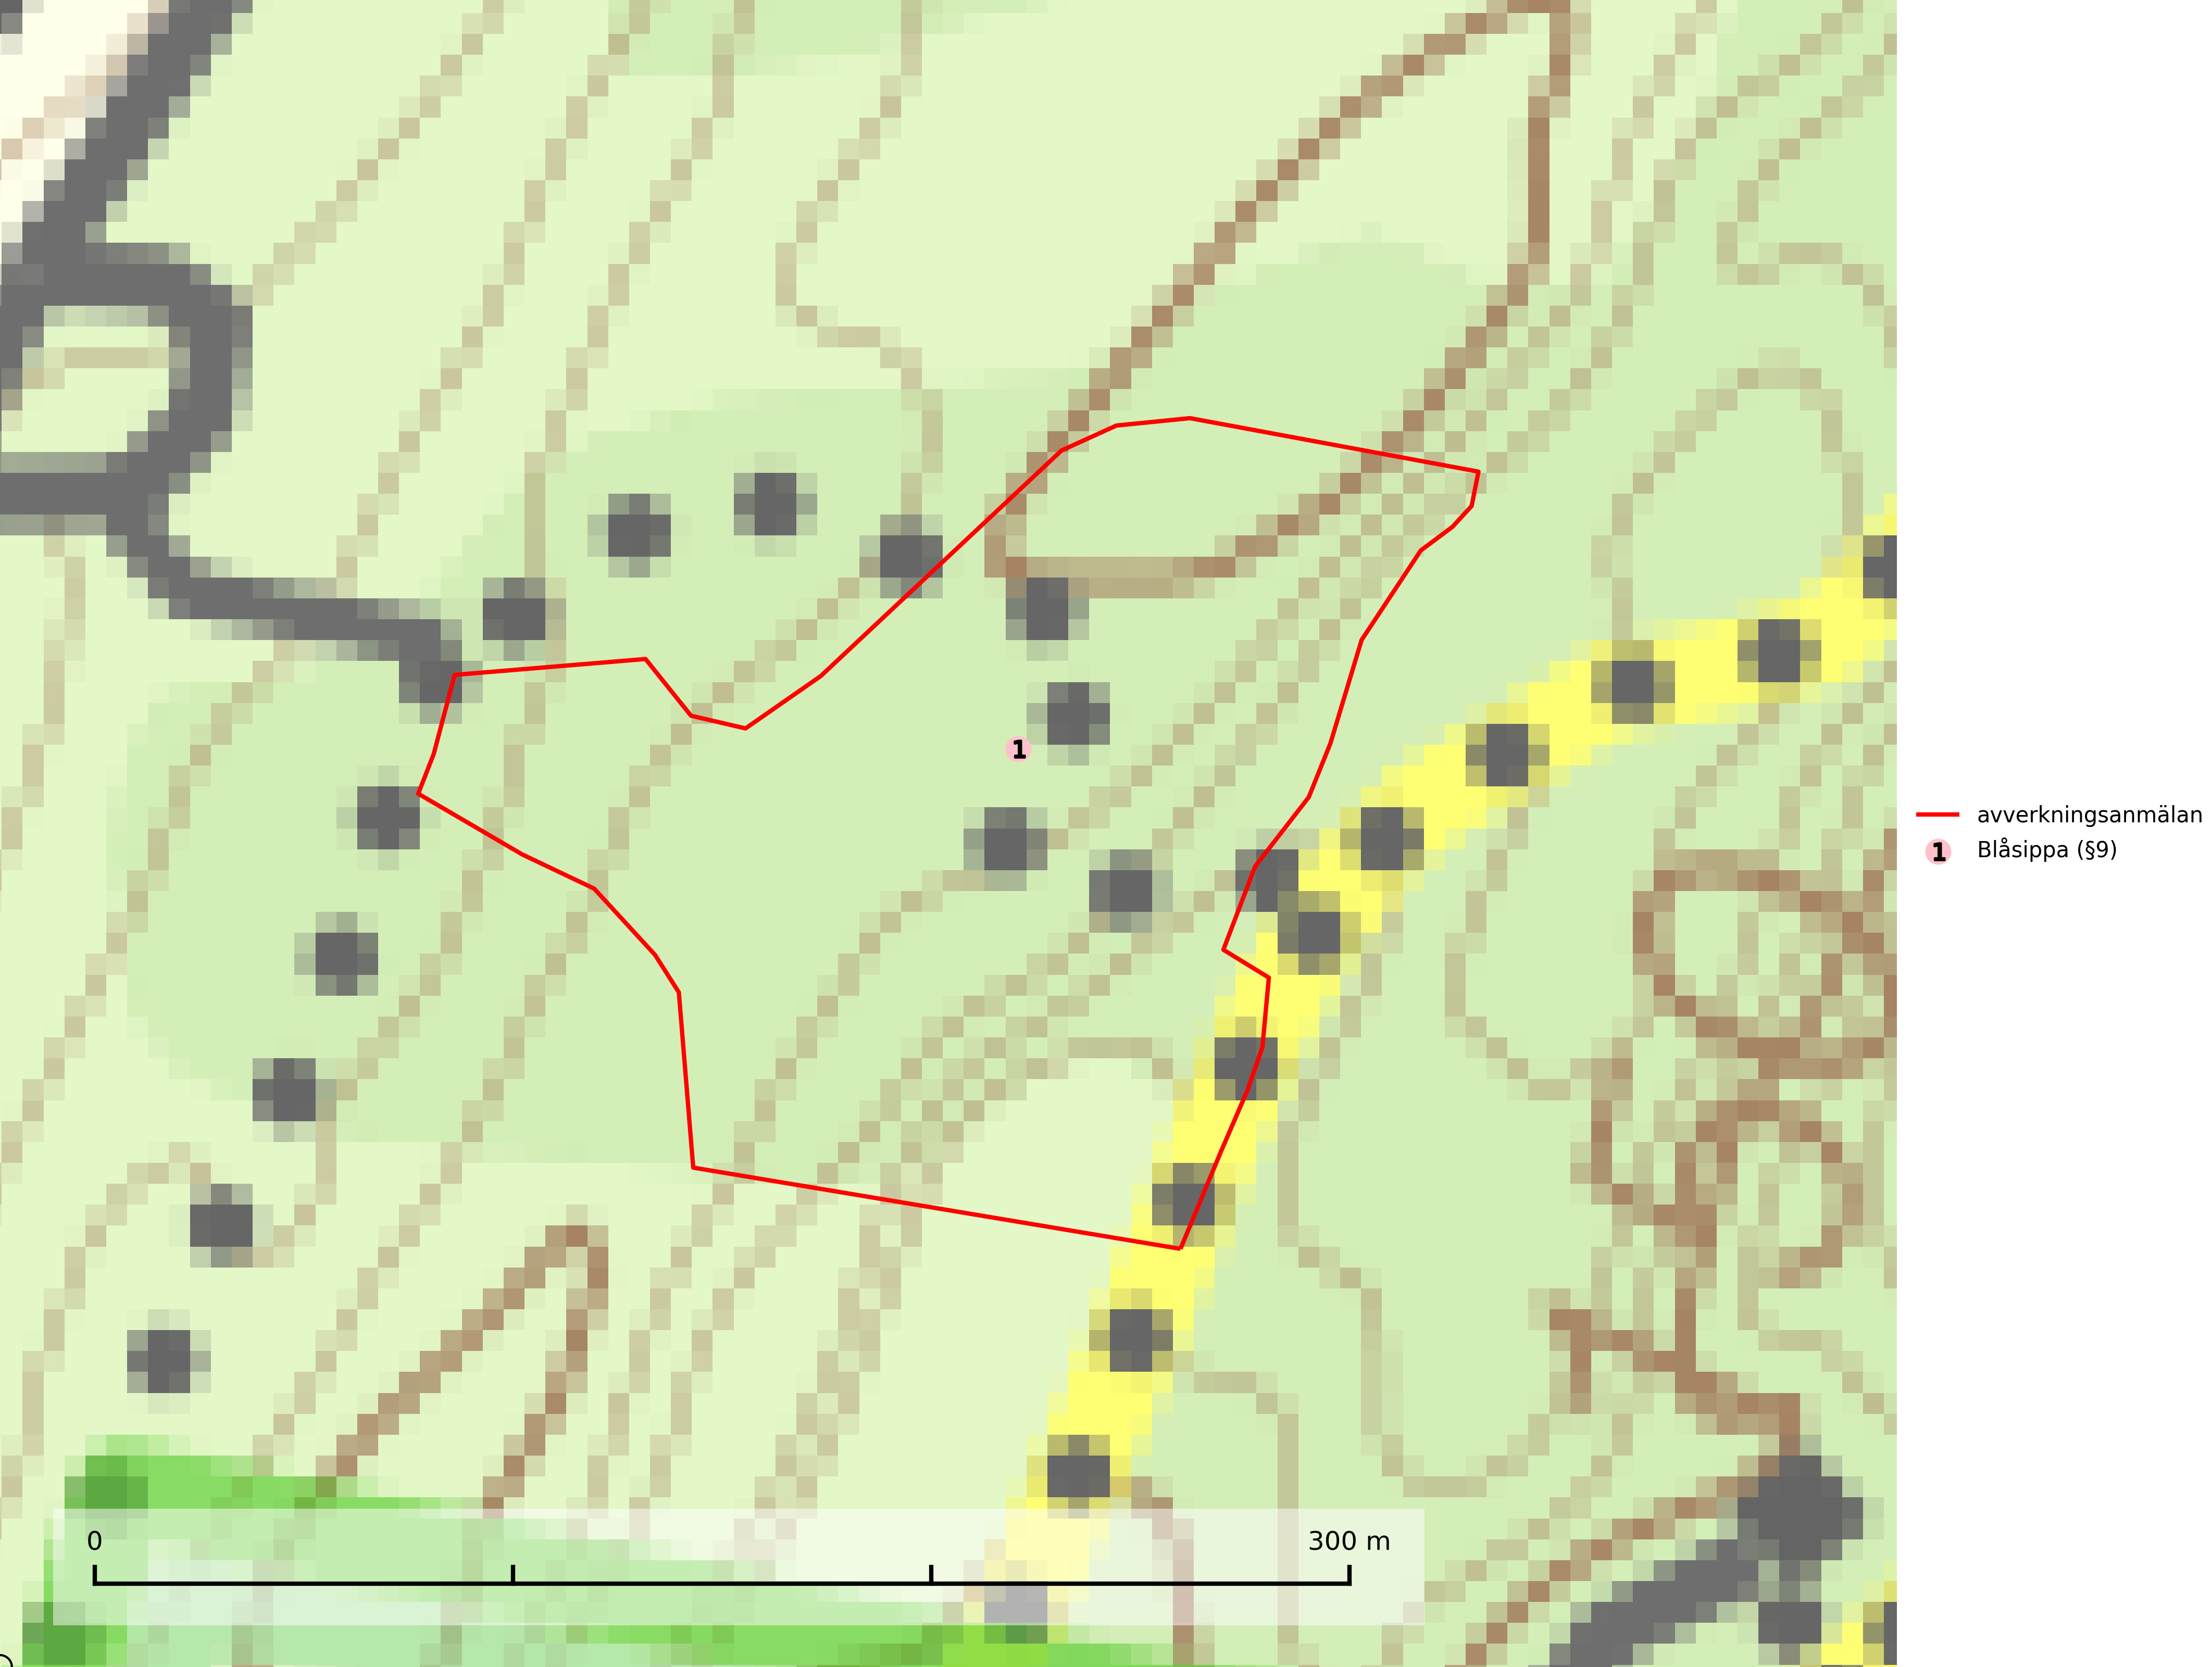 1
avverkningsanmälan
1 Blåsippa (§9)
0 300 m